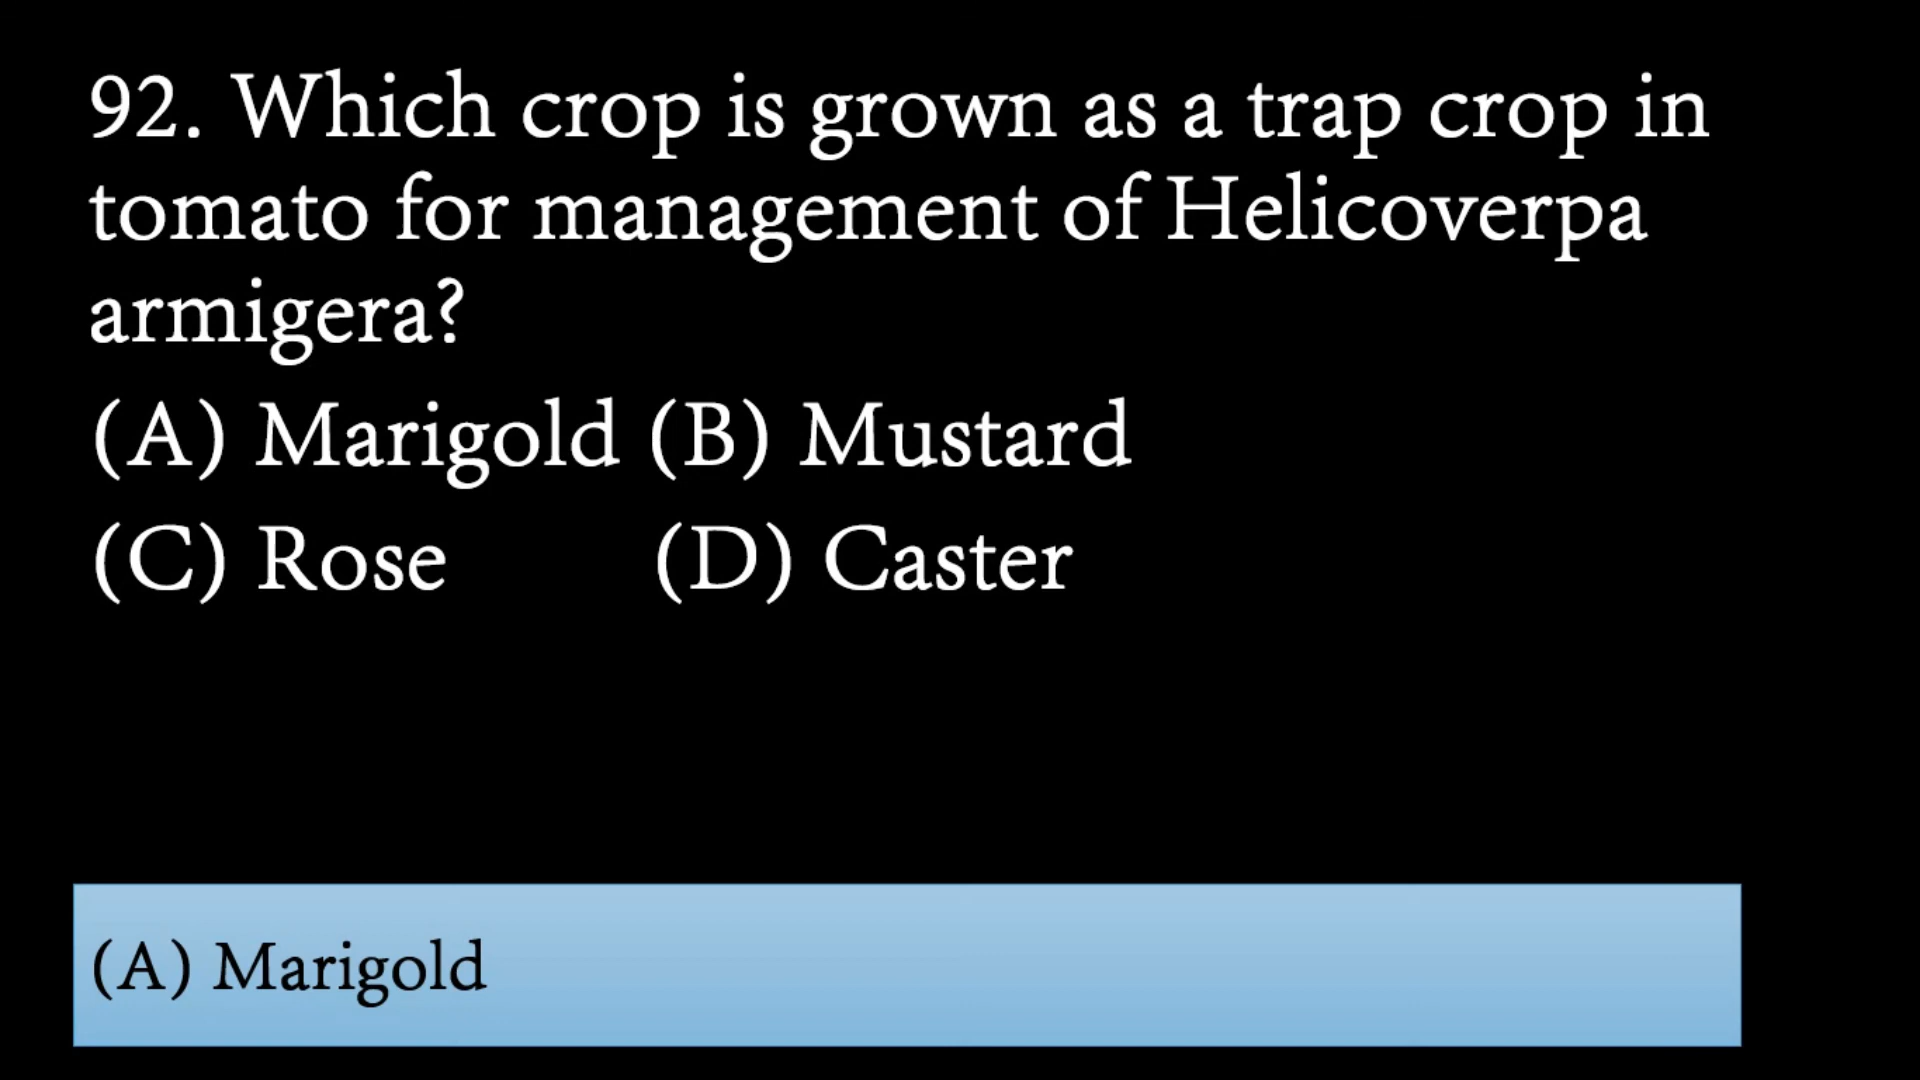 92. Which crop is grown as a trap crop in
tomato for management of Helicoverpa
armigera?
(A) Marigold (B) Mustard
(C) Rose (D) Caster
(A) Marigold